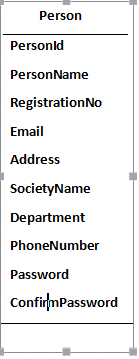 Person
PersonId
PersonName
RegistrationNo
Email
Address
SocietyName
Department
PhoneNumber
Password
ConfirmPassword